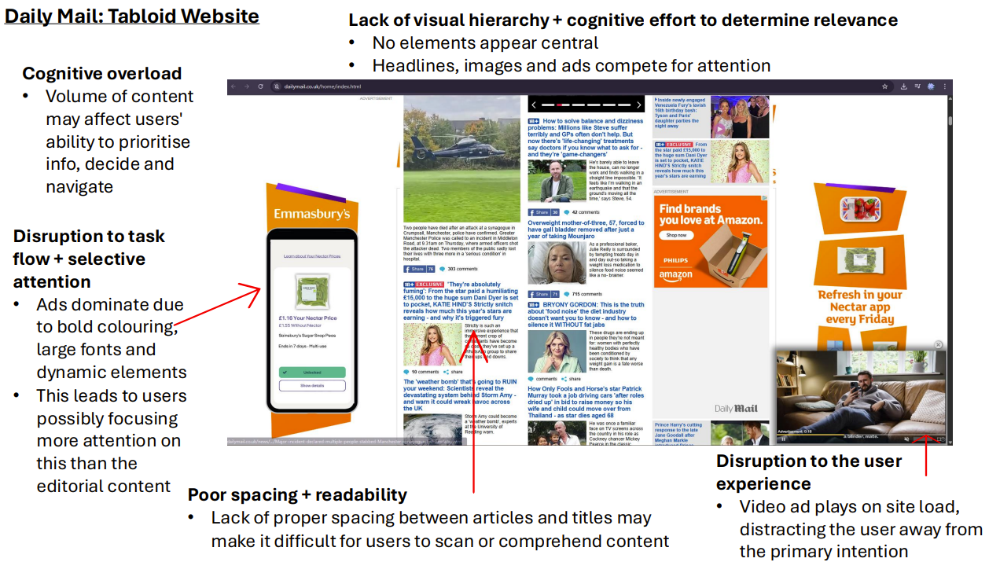 Daily Mail: Tabloid Website
Lack of visual hierarchy + cognitive effort to determine relevance
• No elements appear central
• Headlines, images and ads compete for attention
Cognitive overload
• Volume of content
may affect users'
ability to prioritise
info, decide and
navigate
Disruption to task
flow + selective
attention
• Ads dominate due
to bold colouring,
large fonts and
dynamic elements
• This leads to users
possibly focusing
more attention on
this than the
editorial content
dailymail.co.uk/home/index.html
ADVERTISEMENT
Emmasbury's
Learn about Your Nectar Prices
£1.16 Your Nectar Price
£1.55 Without Nectar
Sainsbury's Sugar Snap Peas
Ends in 7 days · Multi-use
Unlocked
Show details
Two people have died after an attack at a synagogue in
Crumpsall, Manchester, police have confirmed. Greater
Manchester Police was called to an incident in Middleton
Road, at 9.31am on Thursday, where armed officers shot
the attacker dead. Two members of the public sadly lost
their lives with three more in a 'serious condition' in
hospital.
Share 76 303 comments
EXCLUSIVE 'They're absolutely
fuming': From the star paid a humiliating
£15,000 to the huge sum Dani Dyer is set
to pocket, KATIE HIND'S Strictly snitch
reveals how much this year's stars are
earning - and why it's triggered fury
Strictly is such an
immersive experience that
current crop of
have become
they've set up a
WhatsApp group to share
their ups and downs.
10 comments share
The 'weather bomb' that's going to RUIN
your weekend: Scientists reveal the
devastating system behind Storm Amy -
and warn it could wreak havoc across
the UK
Storm Amy could become
a 'weather bomb', experts
at the University of
Reading warn.
How to solve balance and dizziness
problems: Millions like Steve suffer
terribly and GPs often don't help. But
now there's 'life-changing' treatments
say doctors if you know what to ask for -
and they're 'game-changers'
He's barely able to leave
the house, can no longer
work and finds walking in a
straight line impossible. 'It
feels like I'm walking in an
earthquake and that the
ground's moving all the
time,' says Steve, 54.
Share 30 42 comments
Overweight mother-of-three, 57, forced to
have gall bladder removed after just a
year of taking Mounjaro
As a professional baker,
Julie Reilly is surrounded
by tempting treats day in
and day out-so taking a
weight loss medication to
silence food noise seemed
like a no- brainer.
Share 71 715 comments
BRYONY GORDON: This is the truth
about 'food noise' the diet industry
doesn't want you to know - and how to
silence it WITHOUT fat jabs
These drugs are ending up
in people they're not meant
for: women with perfectly
healthy bodies who have
been conditioned by
society to think that any
weight gain is a fate worse
than death.
comments share
How Only Fools and Horse's star Patrick
Murray took a job driving cars 'after roles
dried up' in bid to raise money so his
wife and child could move over from
Thailand - as star dies aged 68
He was once a familiar
face on TV screens across
the country in his role as
Cockney chancer Mickey
Pearce in the classic
Inside newly-engaged
Venezuela Fury's lavish
16th birthday bash:
Tyson and Paris'
daughter parties the
night away
EXCLUSIVE From
the star paid £15,000 to
the huge sum Dani Dyer
is set to pocket, KATIE
HIND'S Strictly snitch
reveals how much this
year's stars are earning
ADVERTISEMENT
Find brands
you love at Amazon.
Shop now
PHILIPS
amazon
Daily Mail
Prince Harry's cutting
response to the late
Jane Goodall after
Meghan Markle
Refresh in your
Nectar app
every Friday
Advertisement: 0:10
a blinder, mate.
Disruption to the user
experience
• Video ad plays on site load,
distracting the user away from
the primary intention
Poor spacing + readability
• Lack of proper spacing between articles and titles may
make it difficult for users to scan or comprehend content